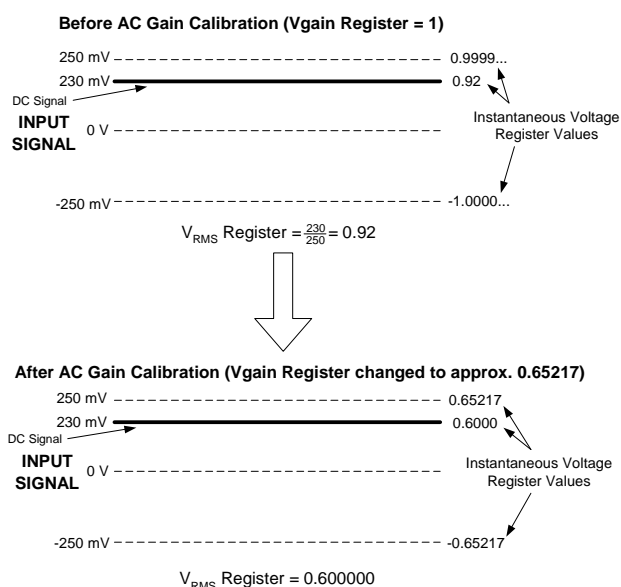 Before AC Gain Calibration (Vgain Register = 1)
250 mV 0.9999...
230 mV 0.92
DC Signal
INPUT SIGNAL
0 V
Instantaneous Voltage Register Values
-250 mV -1.0000...
VRMS Register = 230/250 = 0.92
After AC Gain Calibration (Vgain Register changed to approx. 0.65217)
250 mV 0.65217
230 mV 0.6000
DC Signal
INPUT SIGNAL
0 V
Instantaneous Voltage Register Values
-250 mV -0.65217
VRMS Register = 0.600000